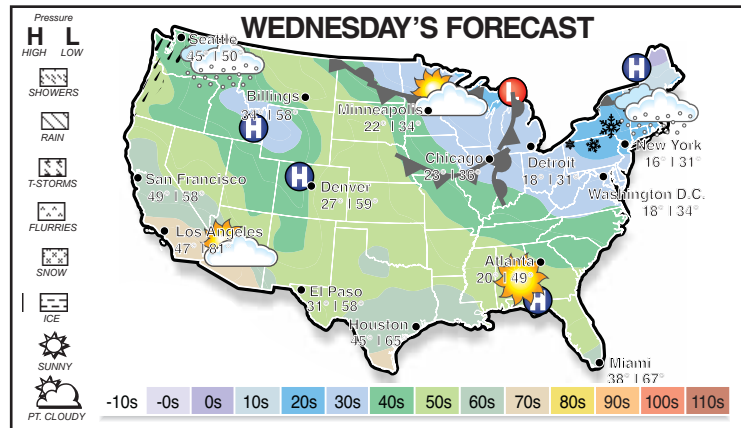 WEDNESDAY'S FORECAST
Pressure
H L
HIGH LOW
SHOWERS
RAIN
T-STORMS
FLURRIES
SNOW
ICE
SUNNY
PT. CLOUDY
Seattle
45° | 50
Billings
31° | 58°
H
Minneapolis
22° | 34°
L
H
Chicago
23° | 36°
Detroit
18° | 31
New York
16° | 31°
Washington D.C.
18° | 34°
San Francisco
49° | 58°
H
Denver
27° | 59°
Los Angeles
47° | 81
Atlanta
20 | 49
H
El Paso
31° | 58°
Houston
45° | 65°
Miami
38° | 67°
-10s -0s 0s 10s 20s 30s 40s 50s 60s 70s 80s 90s 100s 110s